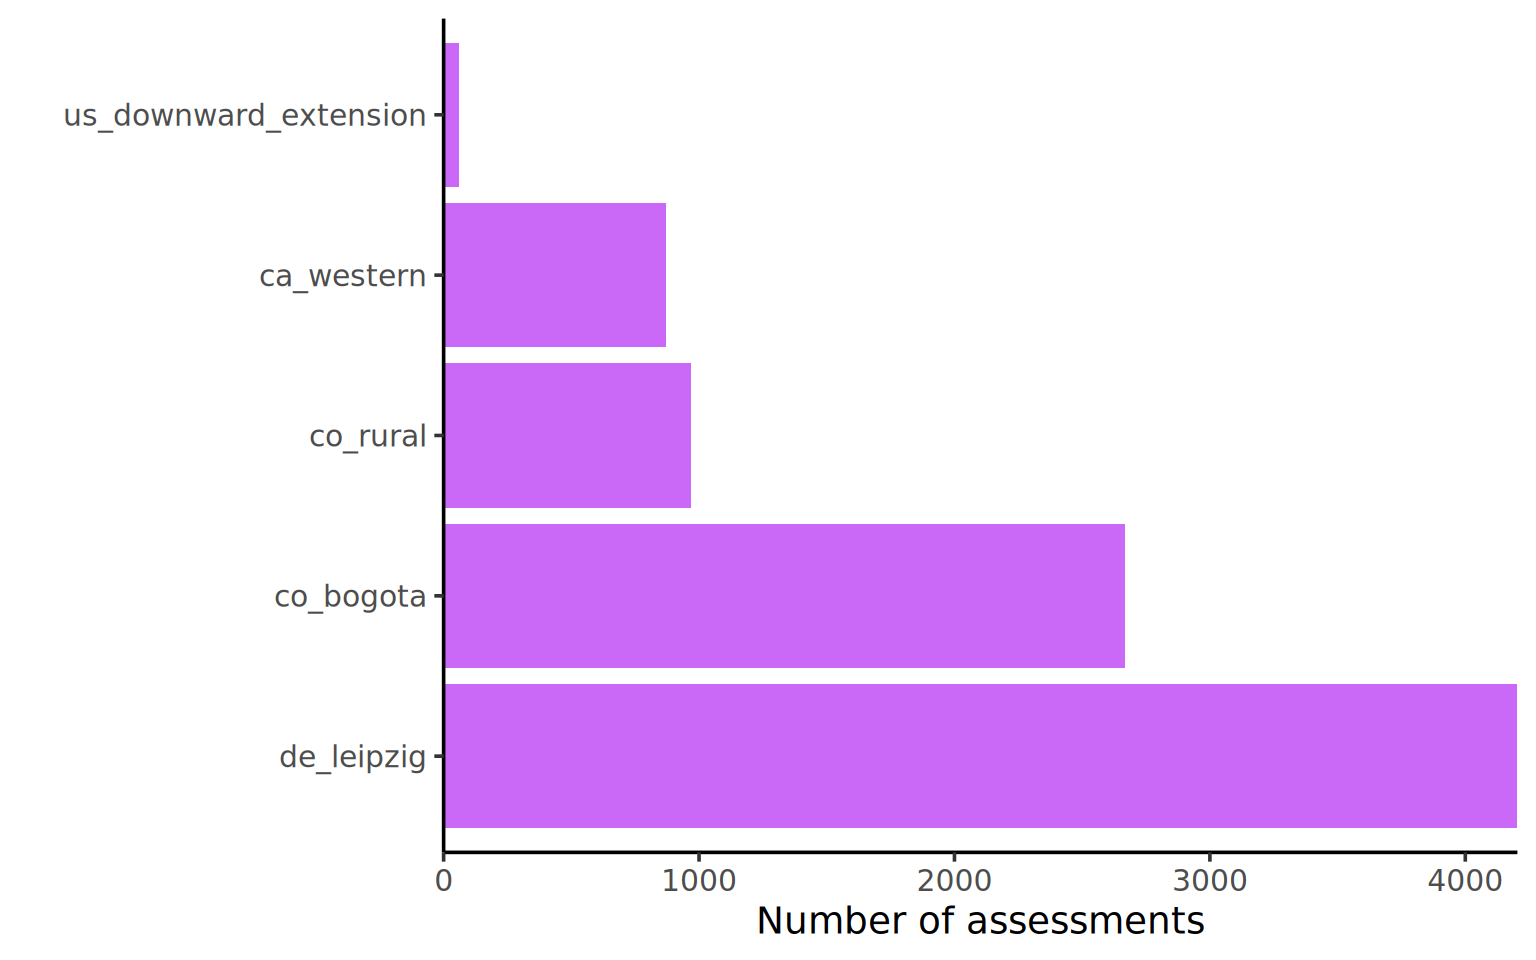 us_downward_extension
ca_western
co_rural
co_bogota
de_leipzig
0 1000 2000 3000 4000
Number of assessments